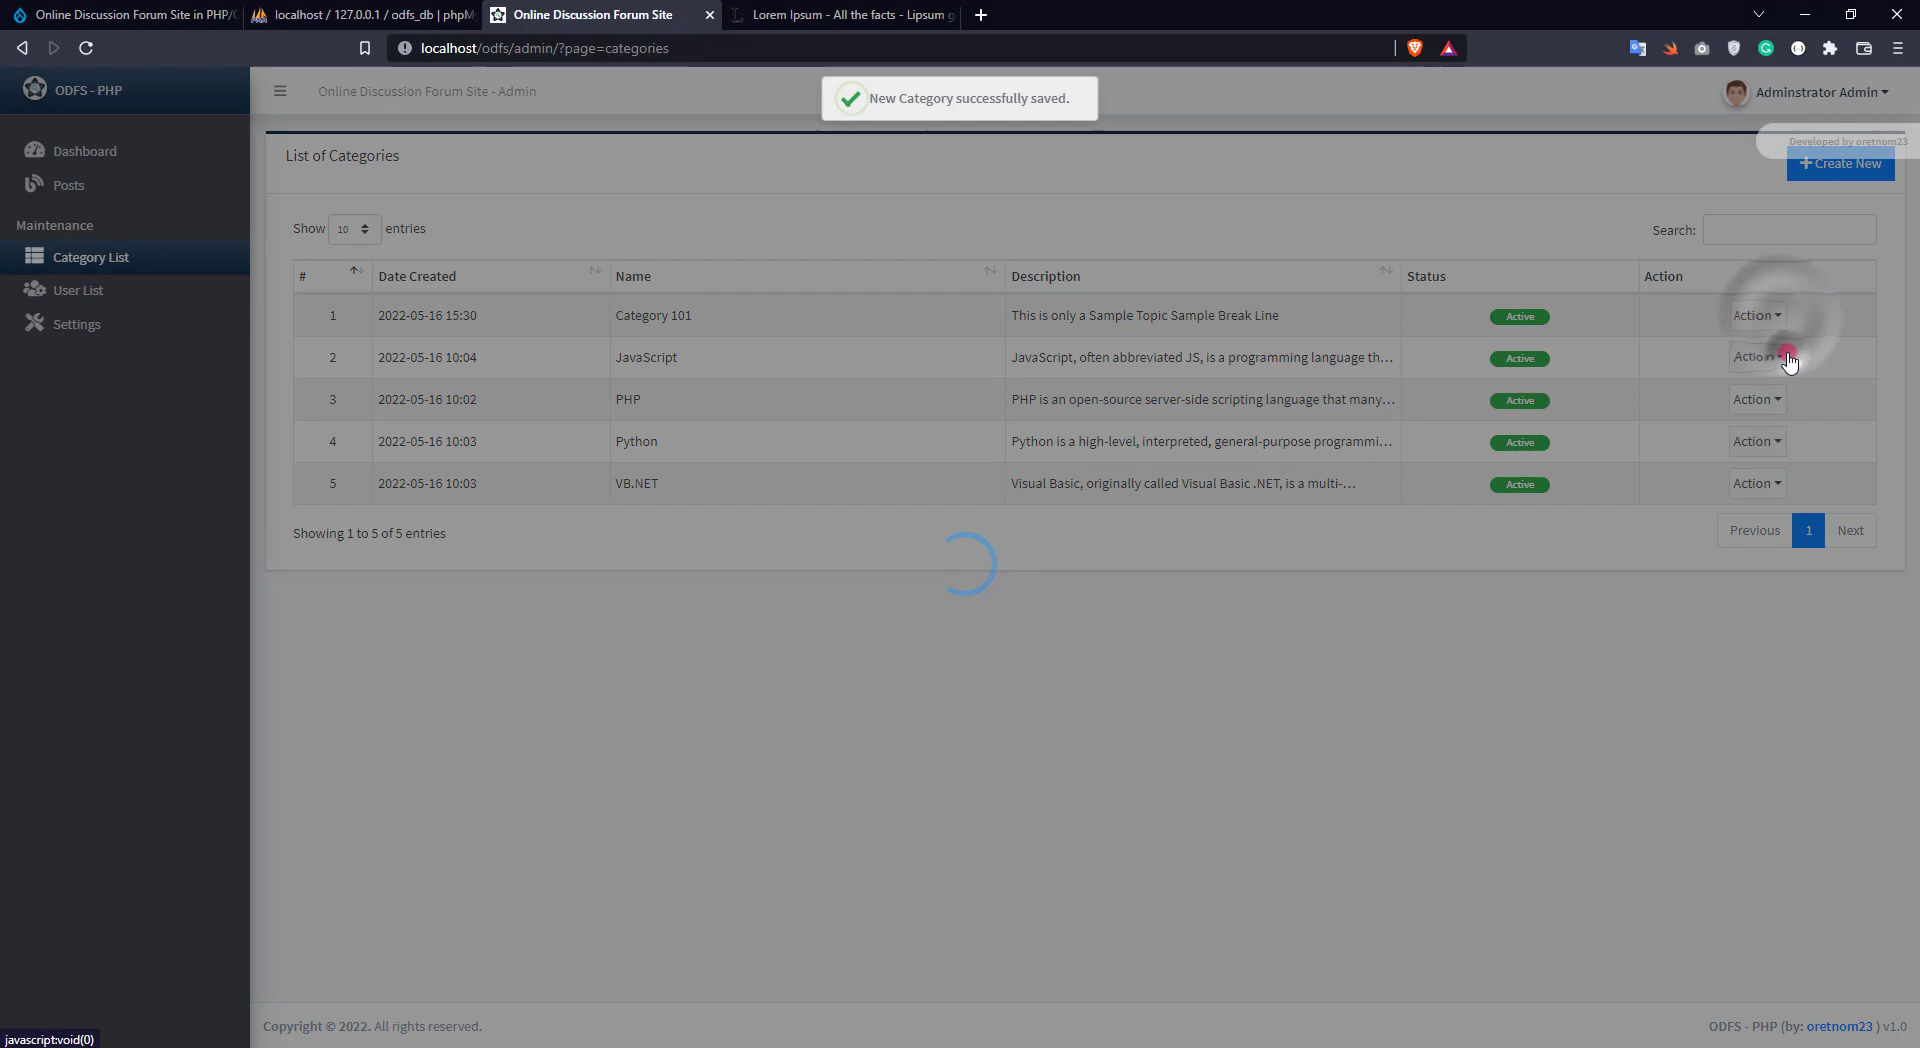 Online Discussion Forum Site in PHP/
localhost / 127.0.0.1 / odfs_db | phpM
Online Discussion Forum Site
Lorem Ipsum - All the facts - Lipsum g
localhost/odfs/admin/?page=categories
ODFS - PHP
Online Discussion Forum Site - Admin
New Category successfully saved.
Adminstrator Admin
Developed by oretnom23
Dashboard
Posts
Maintenance
Category List
User List
Settings
List of Categories
Create New
Show 10 entries
Search:
# Date Created Name Description Status Action
1 2022-05-16 15:30 Category 101 This is only a Sample Topic Sample Break Line Active Action
2 2022-05-16 10:04 JavaScript JavaScript, often abbreviated JS, is a programming language th... Active Action
3 2022-05-16 10:02 PHP PHP is an open-source server-side scripting language that many... Active Action
4 2022-05-16 10:03 Python Python is a high-level, interpreted, general-purpose programmi... Active Action
5 2022-05-16 10:03 VB.NET Visual Basic, originally called Visual Basic .NET, is a multi-... Active Action
Showing 1 to 5 of 5 entries
Previous 1 Next
Copyright © 2022. All rights reserved.
ODFS - PHP (by: oretnom23 ) v1.0
javascript:void(0)